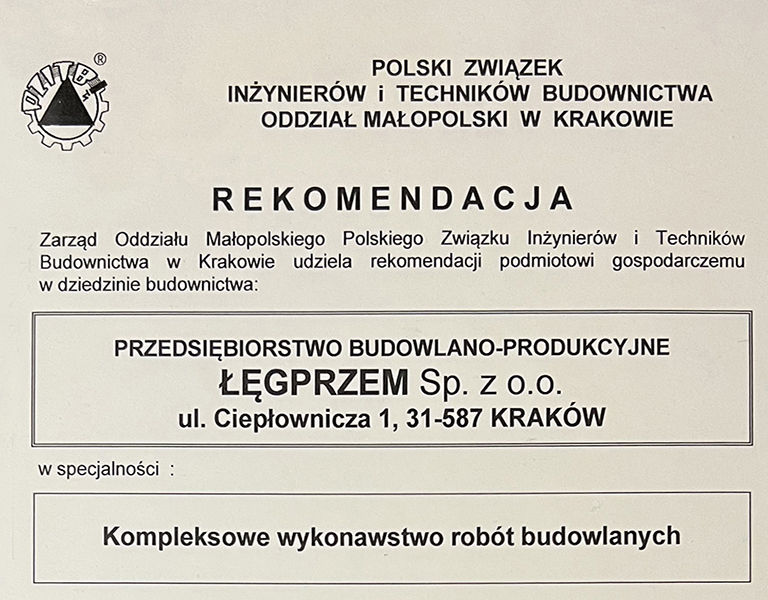 PZITB
®
POLSKI ZWIĄZEK
INŻYNIERÓW i TECHNIKÓW BUDOWNICTWA
ODDZIAŁ MAŁOPOLSKI W KRAKOWIE
REKOMENDACJA
Zarząd Oddziału Małopolskiego Polskiego Związku Inżynierów i Techników
Budownictwa w Krakowie udziela rekomendacji podmiotowi gospodarczemu
w dziedzinie budownictwa:
PRZEDSIĘBIORSTWO BUDOWLANO-PRODUKCYJNE
ŁĘGPRZEM Sp. z o.o.
ul. Ciepłownicza 1, 31-587 KRAKÓW
w specjalności :
Kompleksowe wykonawstwo robót budowlanych